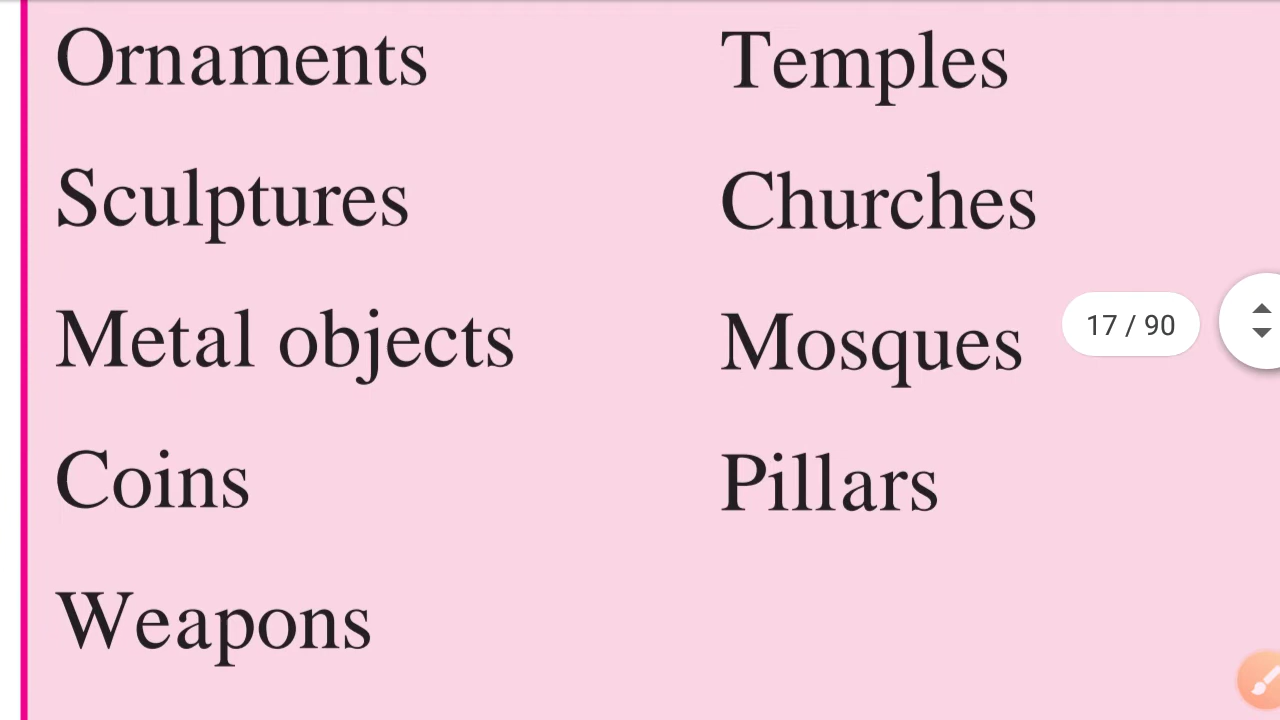 Ornaments
Temples
Sculptures
Churches
Metal objects
Mosques
17 / 90
Coins
Pillars
Weapons